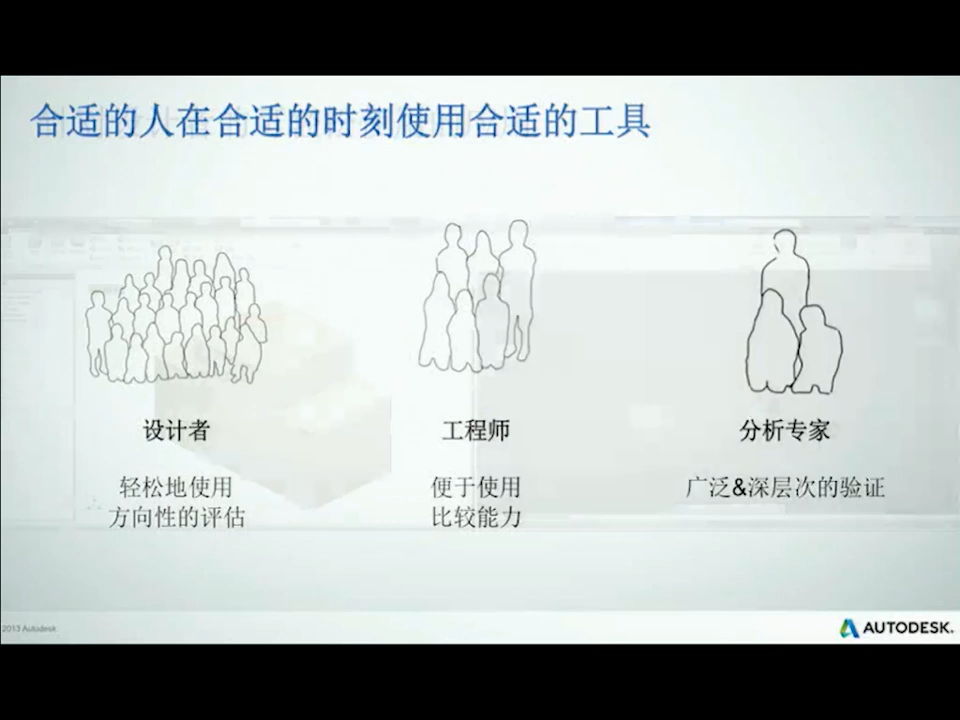 合适的人在合适的时刻使用合适的工具
设计者
轻松地使用
方向性的评估
工程师
便于使用
比较能力
分析专家
广泛&深层次的验证
2013 Autodesk
AUTODESK.